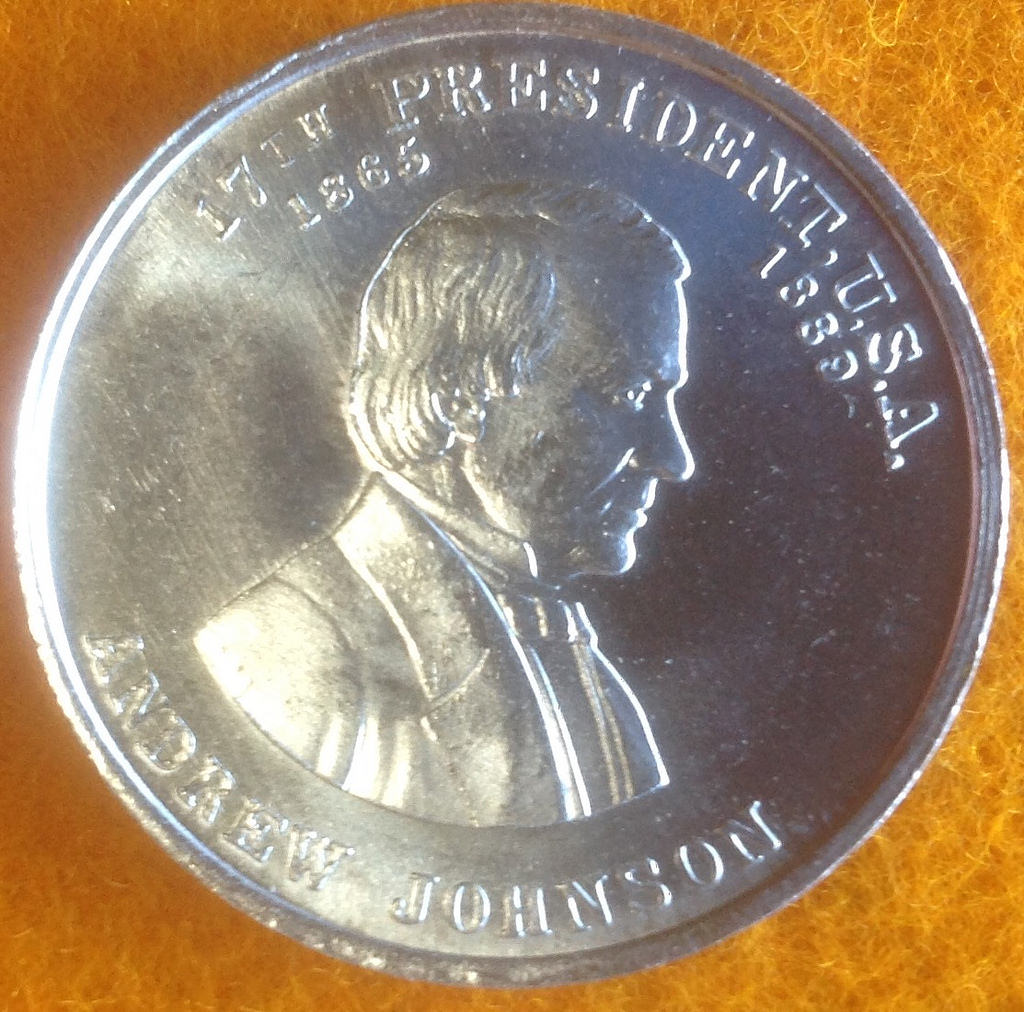 17TH PRESIDENT, U.S.A.
1865 1869
ANDREW JOHNSON